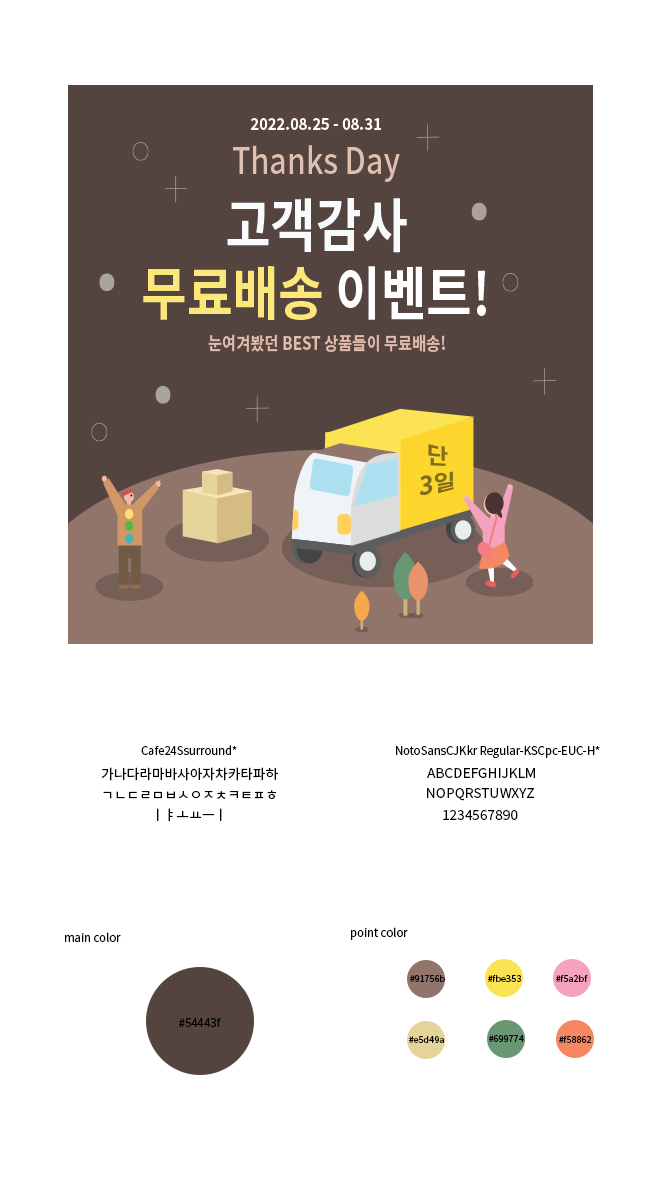 2022.08.25 - 08.31
Thanks Day
고객감사
무료배송 이벤트!
눈여겨봤던 BEST 상품들이 무료배송!
단
3일
Cafe24Ssurround*
가나다라마바사아자차카타파하
ㄱㄴㄷㄹㅁㅂㅅㅇㅈㅊㅋㅌㅍㅎ
ㅣㅑㅗㅛㅡㅣ
NotoSansCJKkr Regular-KSCpc-EUC-H*
ABCDEFGHIJKLM
NOPQRSTUWXYZ
1234567890
main color
#54443f
point color
#91756b #fbe353 #f5a2bf
#e5d49a #699774 #f58862